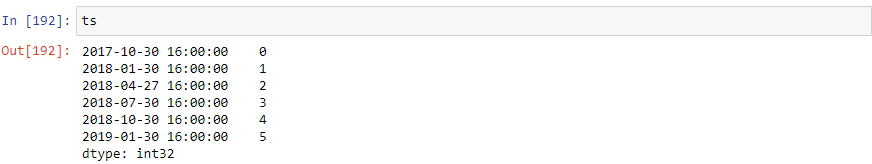 In [192]: ts
Out[192]: 2017-10-30 16:00:00    0
2018-01-30 16:00:00    1
2018-04-27 16:00:00    2
2018-07-30 16:00:00    3
2018-10-30 16:00:00    4
2019-01-30 16:00:00    5
dtype: int32